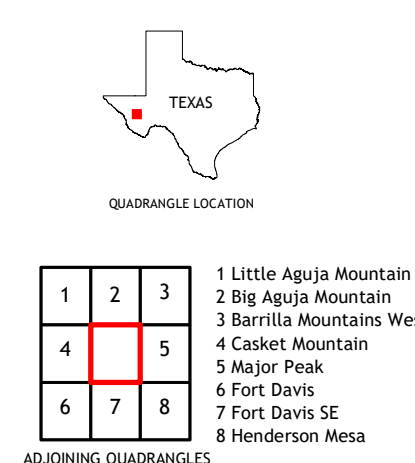 TEXAS
QUADRANGLE LOCATION
1 2 3
4 5
6 7 8
1 Little Aguja Mountain
2 Big Aguja Mountain
3 Barrilla Mountains Wes
4 Casket Mountain
5 Major Peak
6 Fort Davis
7 Fort Davis SE
8 Henderson Mesa
ADJOINING QUADRANGLES